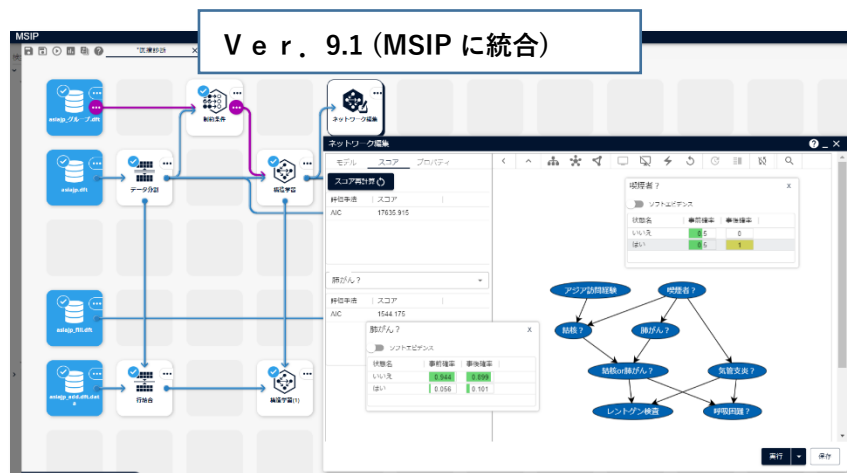 MSIP
Ｖｅｒ．9.1 (MSIP に統合)
*医療診断 ×
asiajp_グループ.dft
制約条件
ネットワーク編集
asiajp.dft
データ分割
構造学習
asiajp_fill.dft
asiajp_add.dft.data
行結合
構造学習(1)
ネットワーク編集
モデル スコア プロパティ
スコア再計算
評価手法 スコア
AIC 17635.915
肺がん？
評価手法 スコア
AIC 1544.175
肺がん？ x
ソフトエビデンス
状態名 事前確率 事後確率
いいえ 0.944 0.899
はい 0.056 0.101
喫煙者？ x
ソフトエビデンス
状態名 事前確率 事後確率
いいえ 0.5 0
はい 0.5 1
アジア訪問経験
喫煙者？
結核？
肺がん？
結核or肺がん？
気管支炎？
レントゲン検査
呼吸困難？
実行 保存